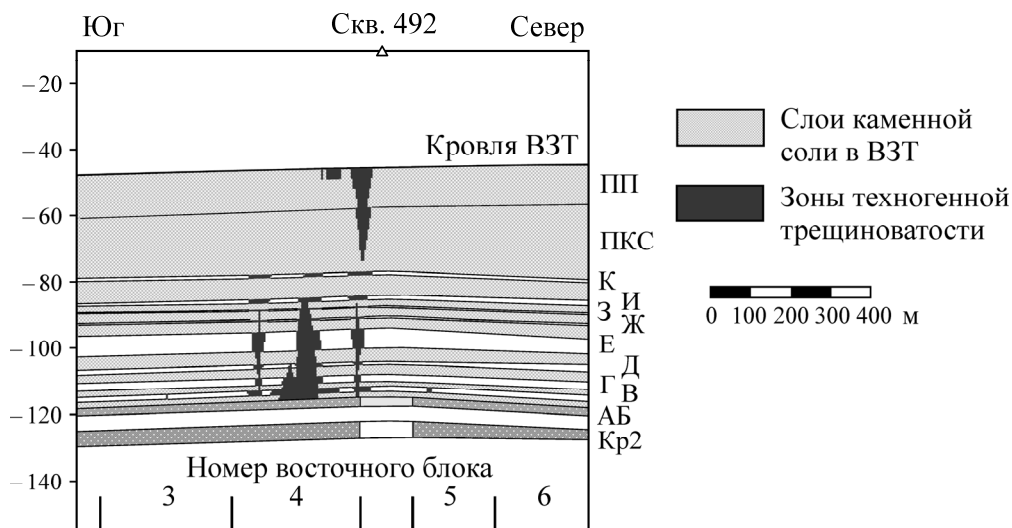 Юг
Скв. 492
Север
– 20
– 40
– 60
– 80
– 100
– 120
– 140
Кровля ВЗТ
ПП
ПКС
К
И
З
Ж
Е
Д
Г
В
АБ
Кр2
Номер восточного блока
3 4 5 6
Слои каменной
соли в ВЗТ
Зоны техногенной
трещиноватости
0 100 200 300 400 м